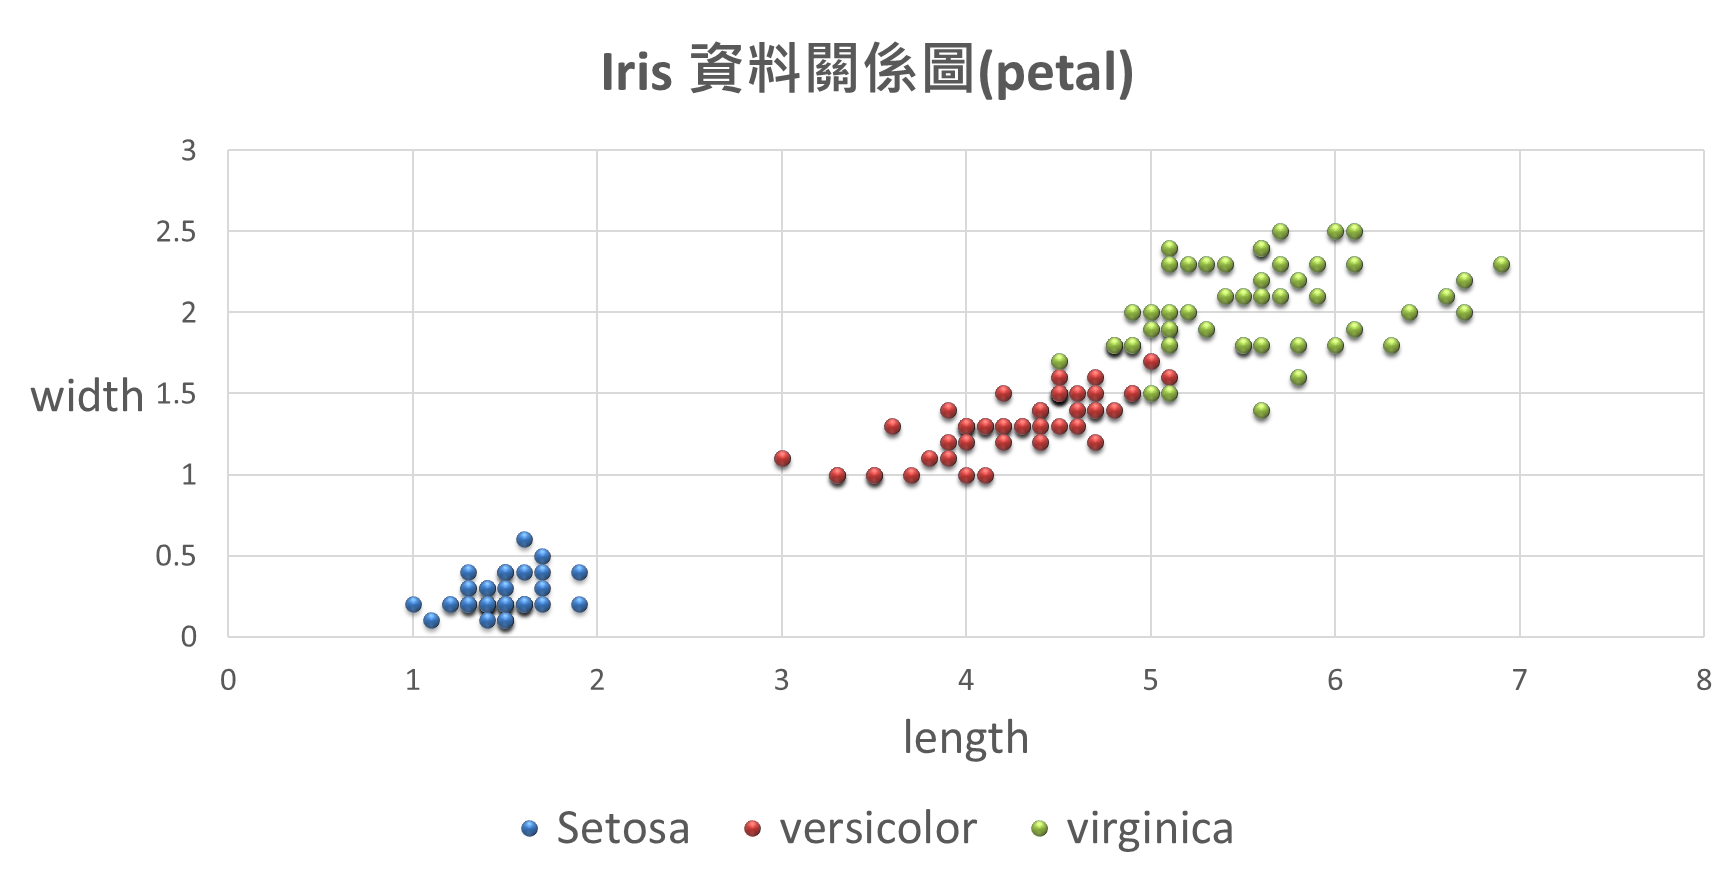 Iris 資料關係圖(petal)
3
2.5
2
width 1.5
1
0.5
0
0 1 2 3 4 5 6 7 8
length
Setosa versicolor virginica